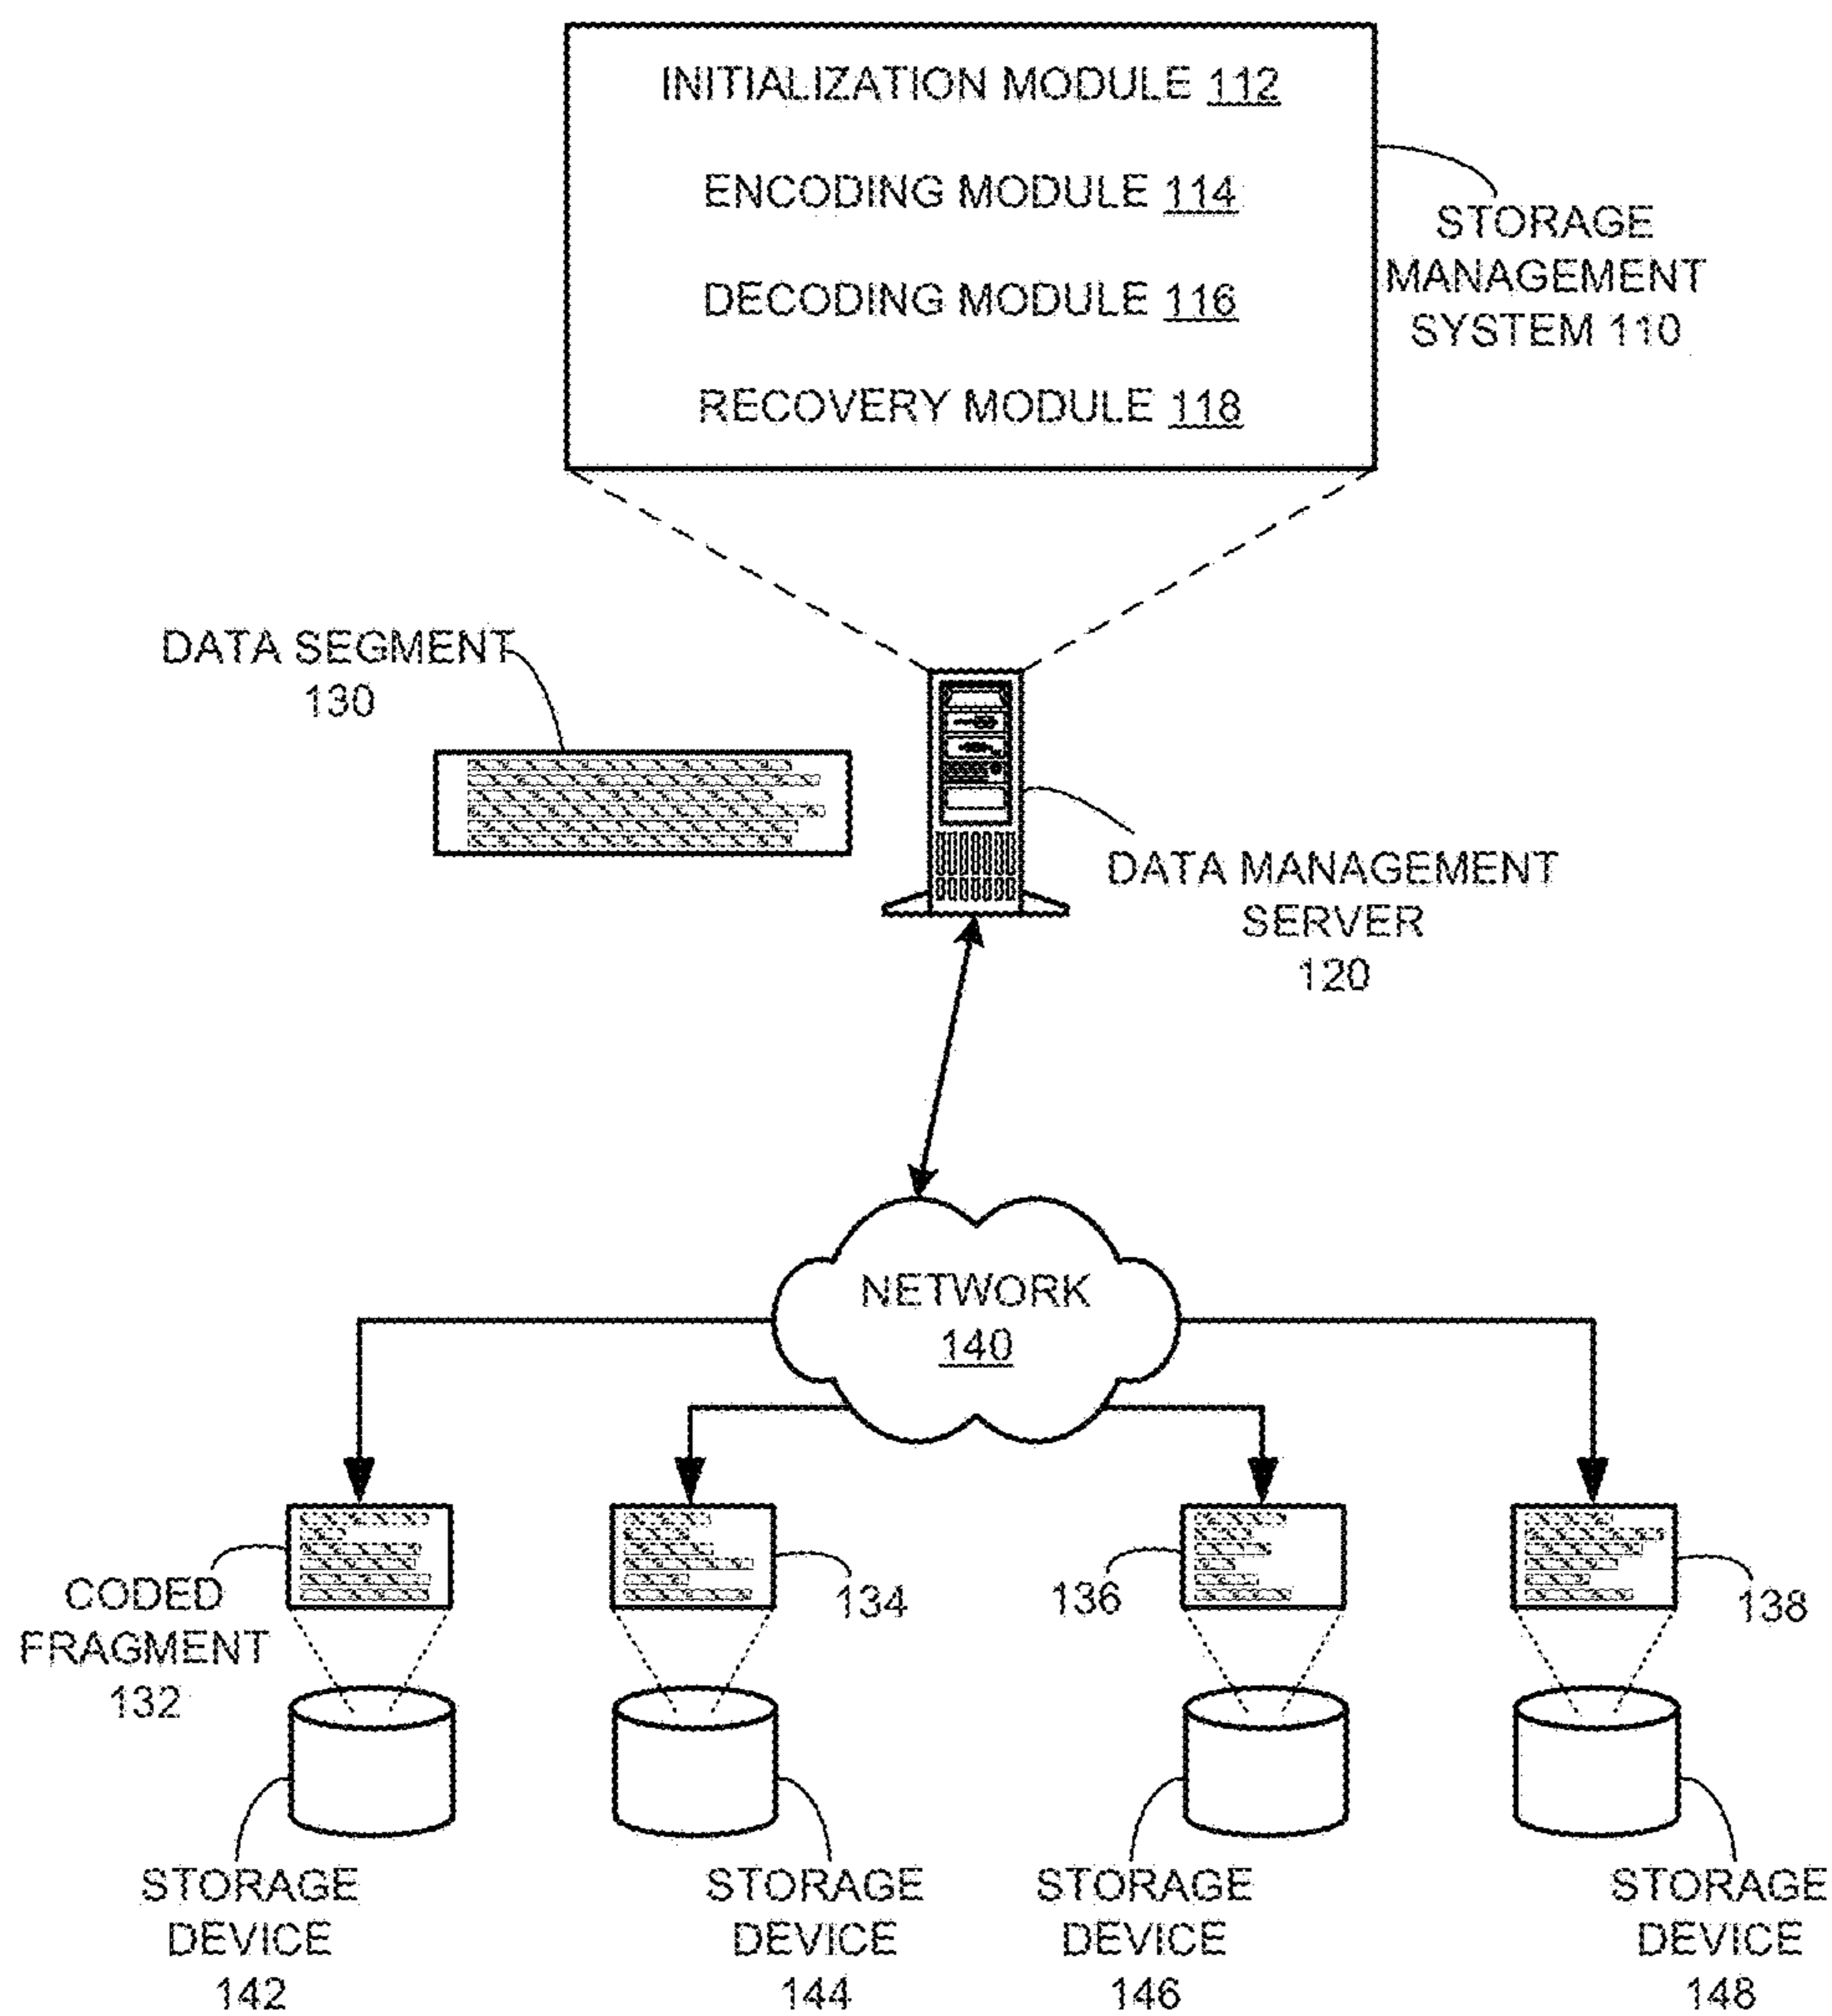 INITIALIZATION MODULE 112
ENCODING MODULE 114
DECODING MODULE 116
RECOVERY MODULE 118
STORAGE
MANAGEMENT
SYSTEM 110
DATA SEGMENT
130
DATA MANAGEMENT
SERVER
120
NETWORK
140
CODED
FRAGMENT
132
134
136
138
STORAGE
DEVICE
142
STORAGE
DEVICE
144
STORAGE
DEVICE
146
STORAGE
DEVICE
148